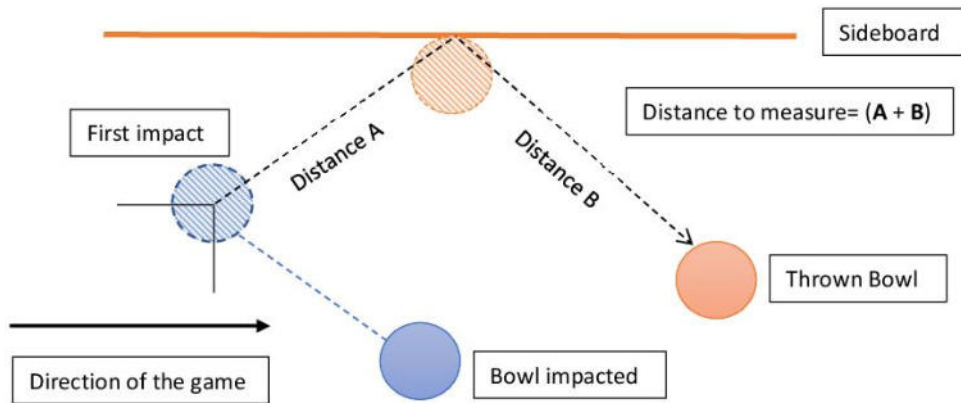 Sideboard
Distance to measure= (A + B)
First impact
Distance A
Distance B
Thrown Bowl
Direction of the game
Bowl impacted